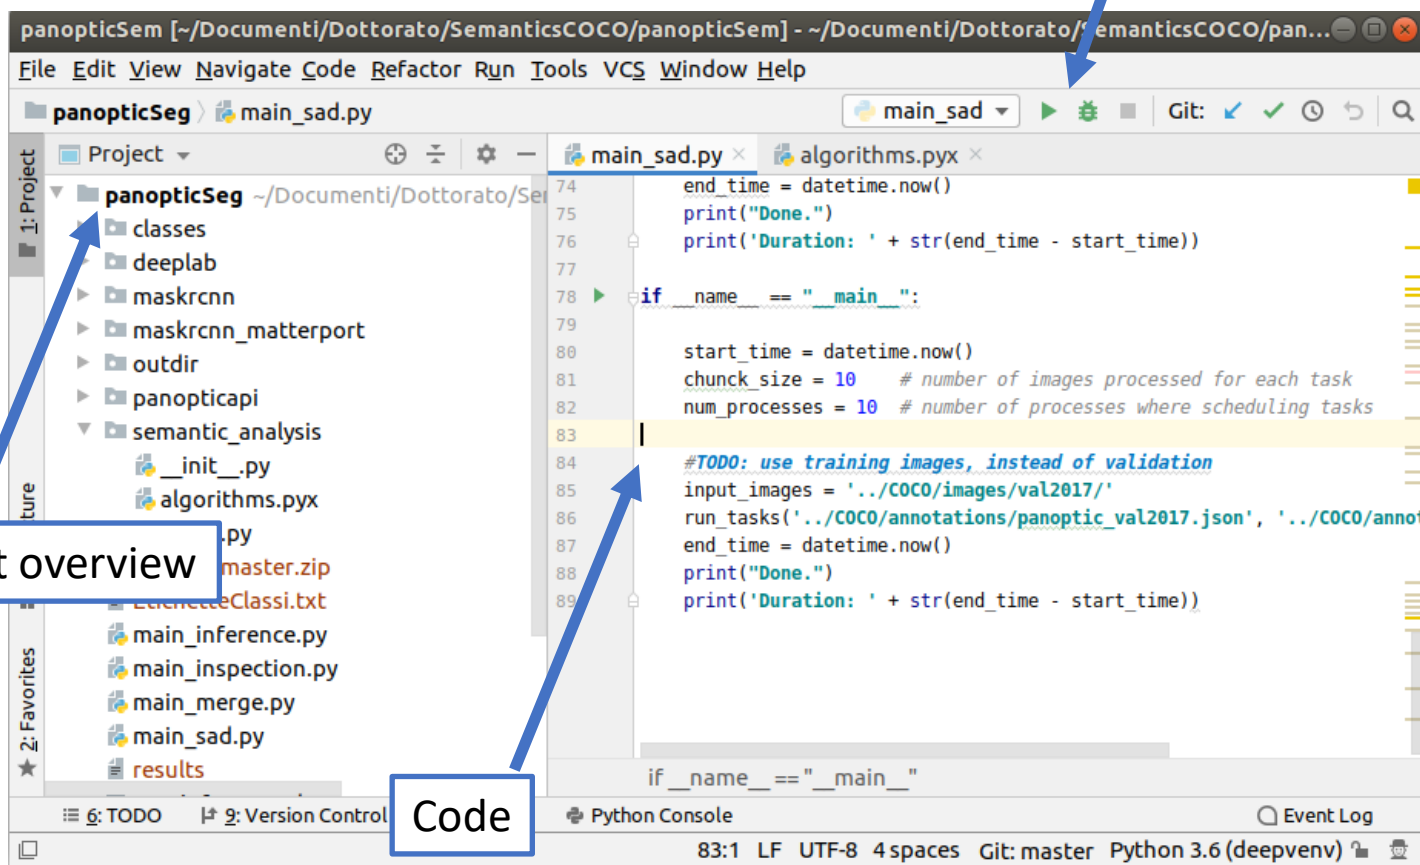 panopticSem [~/Documenti/Dottorato/SemanticsCOCO/panopticSem] - ~/Documenti/Dottorato/SemanticsCOCO/pan...
File Edit View Navigate Code Refactor Run Tools VCS Window Help
panopticSeg main_sad.py main_sad Git:
Project
main_sad.py algorithms.pyx
1: Project
2: Favorites
panopticSeg ~/Documenti/Dottorato/Se
classes
deeplab
maskrcnn
maskrcnn_matterport
outdir
panopticapi
semantic_analysis
__init__.py
algorithms.pyx
.py
master.zip
EtichetteClassi.txt
main_inference.py
main_inspection.py
main_merge.py
main_sad.py
results
t overview
74 end_time = datetime.now()
75 print("Done.")
76 print('Duration: ' + str(end_time - start_time))
77
78 if __name__ == "__main__":
79
80 start_time = datetime.now()
81 chunck_size = 10 # number of images processed for each task
82 num_processes = 10 # number of processes where scheduling tasks
83
84 #TODO: use training images, instead of validation
85 input_images = '../COCO/images/val2017/'
86 run_tasks('../COCO/annotations/panoptic_val2017.json', '../COCO/annot
87 end_time = datetime.now()
88 print("Done.")
89 print('Duration: ' + str(end_time - start_time))
if __name__ == "__main__"
Code
6: TODO 9: Version Control Python Console Event Log
83:1 LF UTF-8 4 spaces Git: master Python 3.6 (deepvenv)